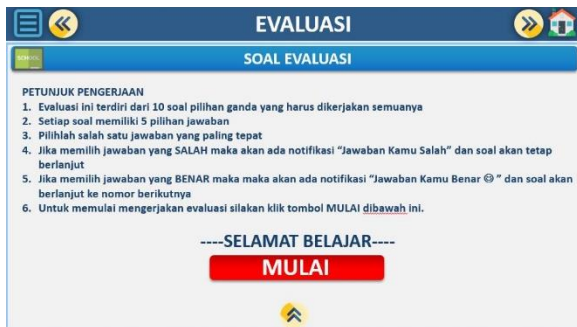 EVALUASI
SCHOOL
SOAL EVALUASI
PETUNJUK PENGERJAAN
1. Evaluasi ini terdiri dari 10 soal pilihan ganda yang harus dikerjakan semuanya
2. Setiap soal memiliki 5 pilihan jawaban
3. Pilihlah salah satu jawaban yang paling tepat
4. Jika memilih jawaban yang SALAH maka akan ada notifikasi “Jawaban Kamu Salah” dan soal akan tetap
berlanjut
5. Jika memilih jawaban yang BENAR maka maka akan ada notifikasi “Jawaban Kamu Benar 😊 ” dan soal akan
berlanjut ke nomor berikutnya
6. Untuk memulai mengerjakan evaluasi silakan klik tombol MULAI dibawah ini.
----SELAMAT BELAJAR----
MULAI